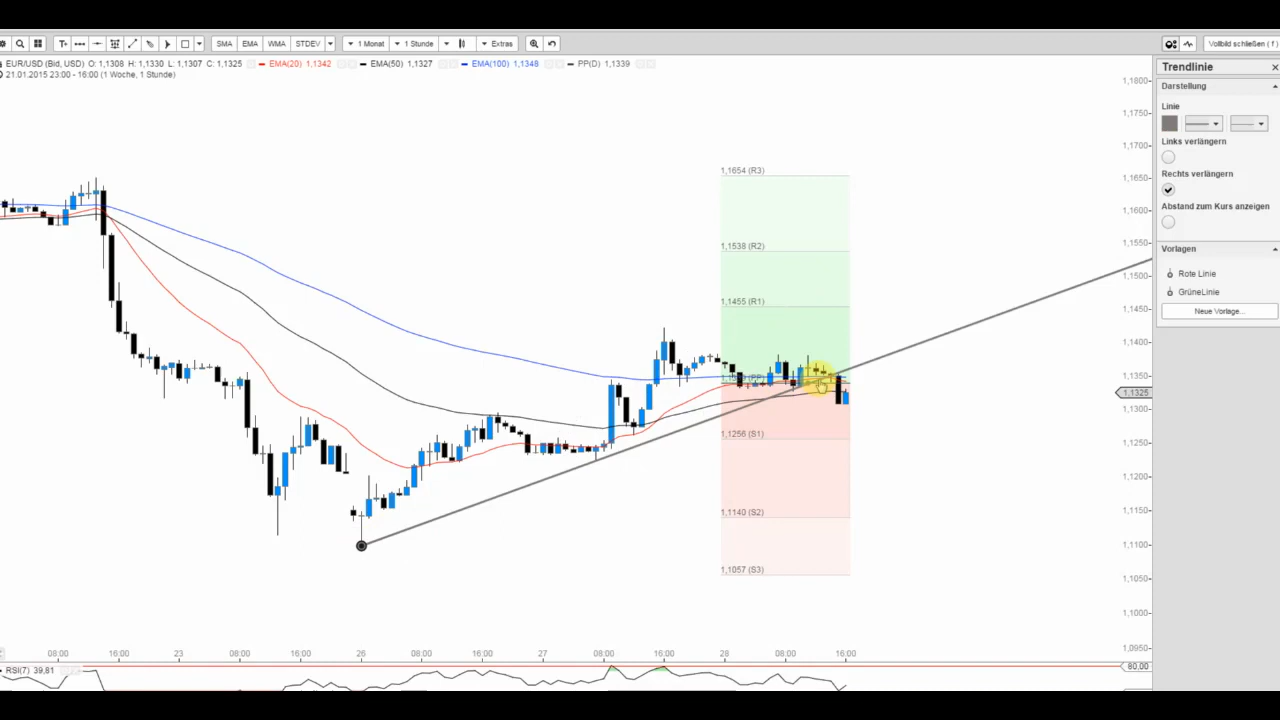 SMA EMA WMA STDEV 1 Monat 1 Stunde Extras Vollbild schließen ( f )
EUR/USD (Bid, USD) O: 1,1308 H: 1,1330 L: 1,1307 C: 1,1325 EMA(20) 1,1342 EMA(50) 1,1327 EMA(100) 1,1348 PP(D) 1,1339
21.01.2015 23:00 - 16:00 (1 Woche, 1 Stunde)
Trendlinie
Darstellung
Linie
Links verlängern
Rechts verlängern
Abstand zum Kurs anzeigen
Vorlagen
Rote Linie
GrüneLinie
Neue Vorlage...
1,1800
1,1750
1,1700
1,1650
1,1600
1,1550
1,1500
1,1450
1,1400
1,1350
1,1325
1,1300
1,1250
1,1200
1,1150
1,1100
1,1050
1,1000
1,0950
1,1654 (R3)
1,1538 (R2)
1,1455 (R1)
1,1256 (S1)
1,1140 (S2)
1,1057 (S3)
08:00 16:00 23 08:00 16:00 26 08:00 16:00 27 08:00 16:00 28 08:00 16:00
RSI(7) 39,81
80.00